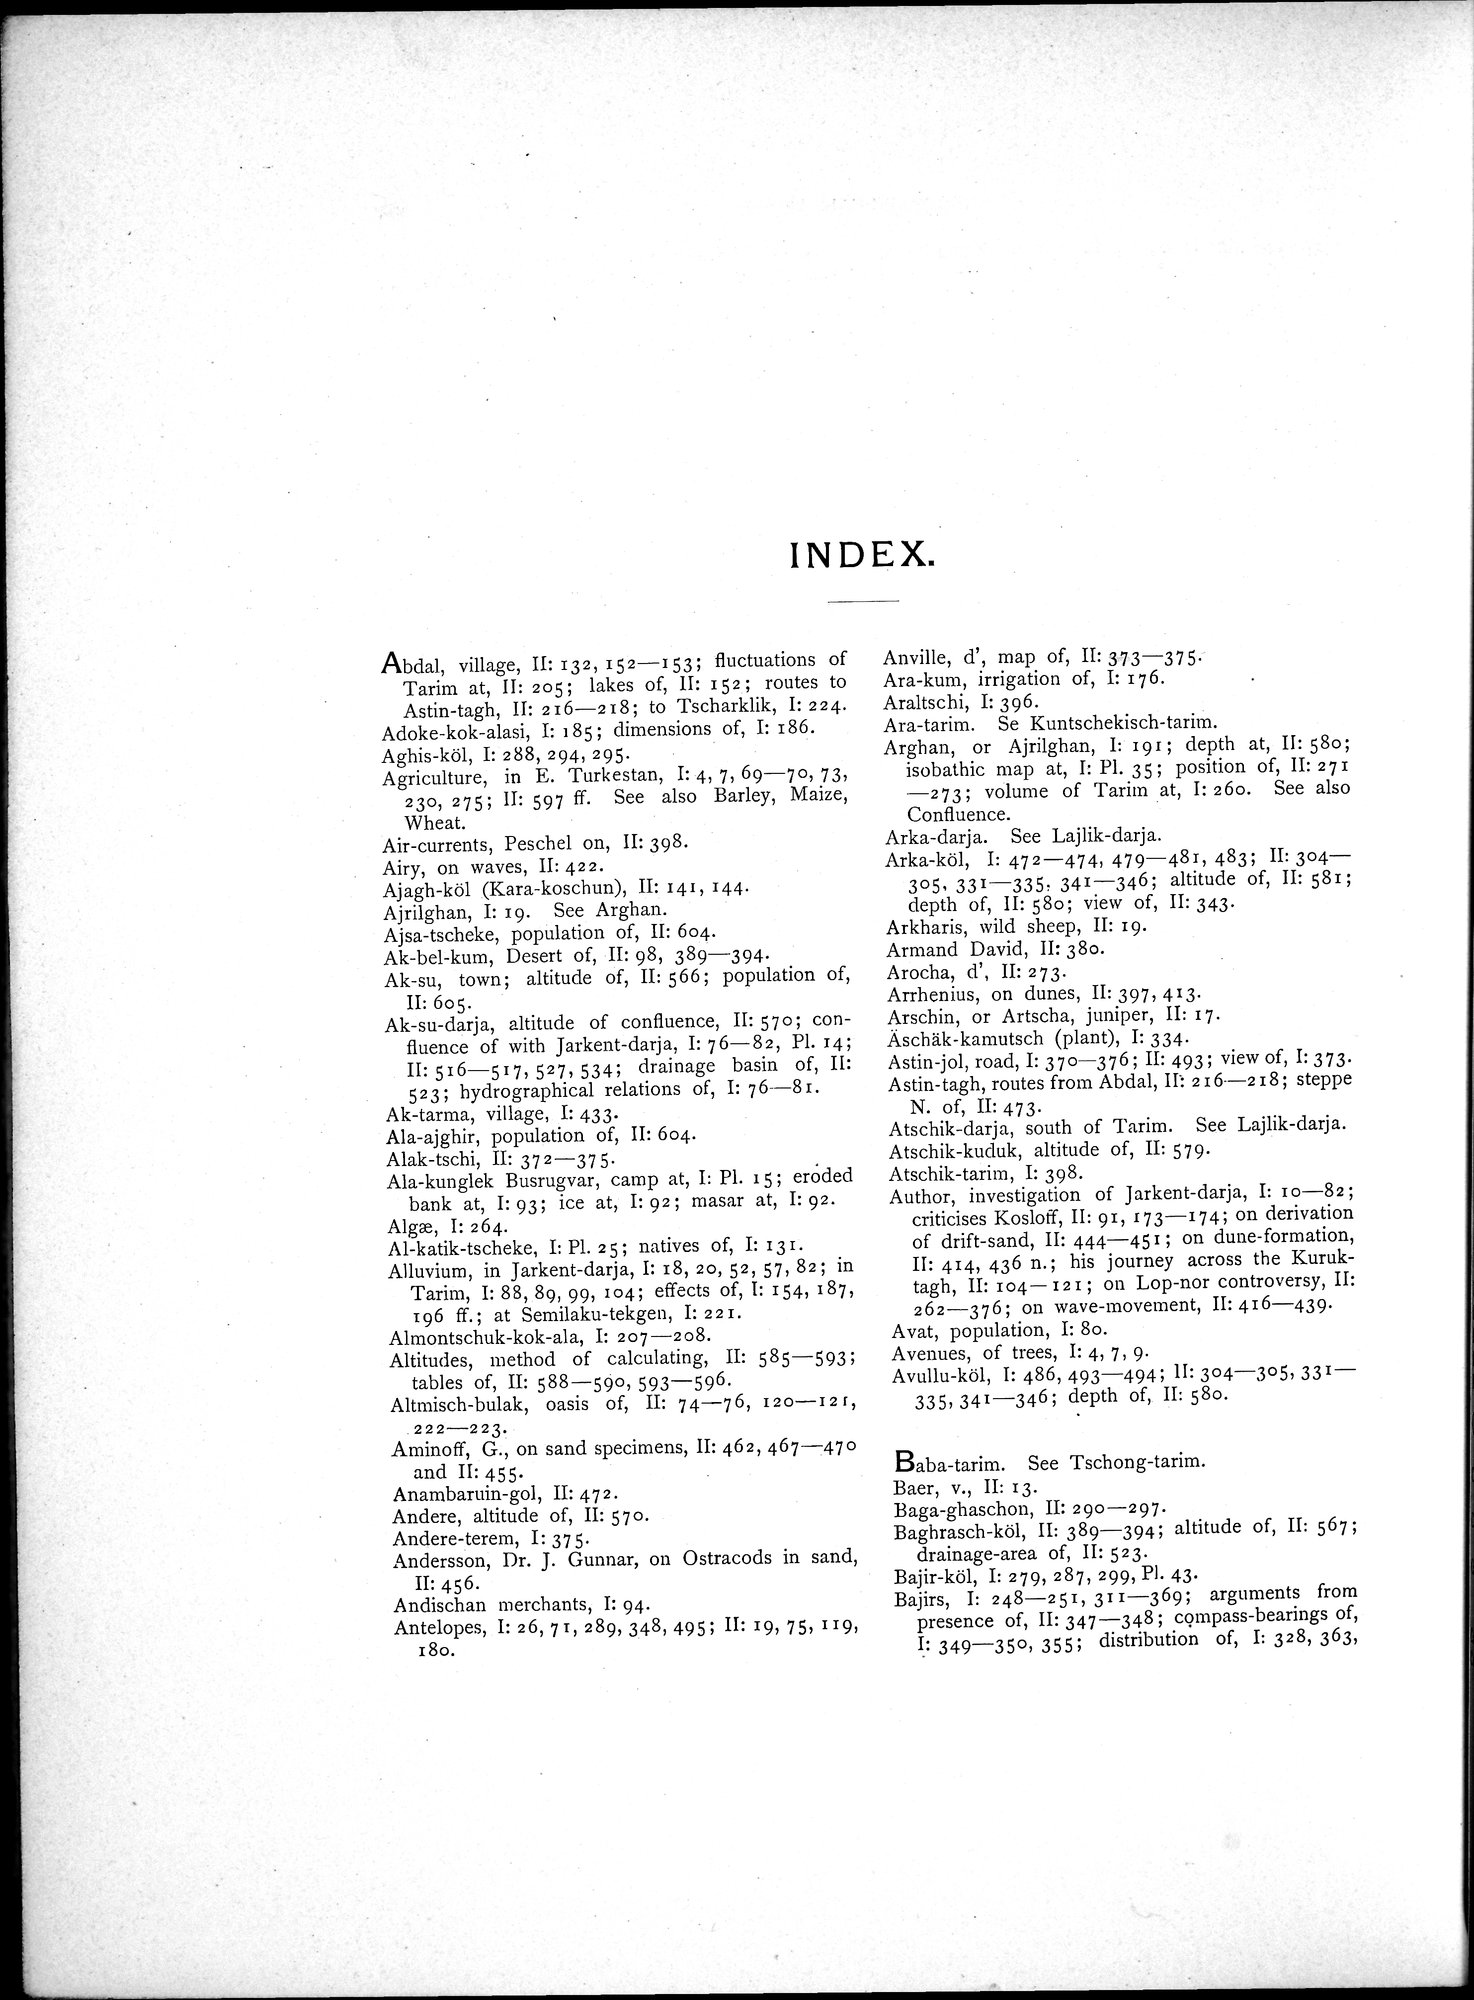 INDEX.
Abdal, village, II: 132, 152—153; fluctuations of
Tarim at, II: 205; lakes of, II: 152; routes to
Astin-tagh, II: 216—218; to Tscharklik, I: 224.
Adoke-kok-alasi, I: 185; dimensions of, I: 186.
Aghis-köl, I: 288, 294, 295.
Agriculture, in E. Turkestan, I: 4, 7, 69—70, 73,
230, 275; II: 597 ff. See also Barley, Maize,
Wheat.
Air-currents, Peschel on, II: 398.
Airy, on waves, II: 422.
Ajagh-köl (Kara-koschun), II: 141, 144.
Ajrilghan, I: 19. See Arghan.
Ajsa-tscheke, population of, II: 604.
Ak-bel-kum, Desert of, II: 98, 389—394.
Ak-su, town; altitude of, II: 566; population of,
II: 605.
Ak-su-darja, altitude of confluence, II: 570; con-
fluence of with Jarkent-darja, I: 76—82, Pl. 14;
II: 516—517, 527, 534; drainage basin of, II:
523; hydrographical relations of, I: 76—81.
Ak-tarma, village, I: 433.
Ala-ajghir, population of, II: 604.
Alak-tschi, II: 372—375.
Ala-kunglek Busrugvar, camp at, I: Pl. 15; eroded
bank at, I: 93; ice at, I: 92; masar at, I: 92.
Algæ, I: 264.
Al-katik-tscheke, I: Pl. 25; natives of, I: 131.
Alluvium, in Jarkent-darja, I: 18, 20, 52, 57, 82; in
Tarim, I: 88, 89, 99, 104; effects of, I: 154, 187,
196 ff.; at Semilaku-tekgen, I: 221.
Almontschuk-kok-ala, I: 207—208.
Altitudes, method of calculating, II: 585—593;
tables of, II: 588—590, 593—596.
Altmisch-bulak, oasis of, II: 74—76, 120—121,
222—223.
Aminoff, G., on sand specimens, II: 462, 467—470
and II: 455.
Anambaruin-gol, II: 472.
Andere, altitude of, II: 570.
Andere-terem, I: 375.
Andersson, Dr. J. Gunnar, on Ostracods in sand,
II: 456.
Andischan merchants, I: 94.
Antelopes, I: 26, 71, 289, 348, 495; II: 19, 75, 119,
180.
Anville, d', map of, II: 373—375.
Ara-kum, irrigation of, I: 176.
Araltschi, I: 396.
Ara-tarim. Se Kuntschekisch-tarim.
Arghan, or Ajrilghan, I: 191; depth at, II: 580;
isobathic map at, I: Pl. 35; position of, II: 271
—273; volume of Tarim at, I: 260. See also
Confluence.
Arka-darja. See Lajlik-darja.
Arka-köl, I: 472—474, 479—481, 483; II: 304—
305, 331—335, 341—346; altitude of, II: 581;
depth of, II: 580; view of, II: 343.
Arkharis, wild sheep, II: 19.
Armand David, II: 380.
Arocha, d', II: 273.
Arrhenius, on dunes, II: 397, 413.
Arschin, or Artscha, juniper, II: 17.
Äschäk-kamutsch (plant), I: 334.
Astin-jol, road, I: 370—376; II: 493; view of, I: 373.
Astin-tagh, routes from Abdal, II: 216—218; steppe
N. of, II: 473.
Atschik-darja, south of Tarim. See Lajlik-darja.
Atschik-kuduk, altitude of, II: 579.
Atschik-tarim, I: 398.
Author, investigation of Jarkent-darja, I: 10—82;
criticises Kosloff, II: 91, 173—174; on derivation
of drift-sand, II: 444—451; on dune-formation,
II: 414, 436 n.; his journey across the Kuruk-
tagh, II: 104—121; on Lop-nor controversy, II:
262—376; on wave-movement, II: 416—439.
Avat, population, I: 80.
Avenues, of trees, I: 4, 7, 9.
Avullu-köl, I: 486, 493—494; II: 304—305, 331—
335, 341—346; depth of, II: 580.
Baba-tarim. See Tschong-tarim.
Baer, v., II: 13.
Baga-ghaschon, II: 290—297.
Baghrasch-köl, II: 389—394; altitude of, II: 567;
drainage-area of, II: 523.
Bajir-köl, I: 279, 287, 299, Pl. 43.
Bajirs, I: 248—251, 311—369; arguments from
presence of, II: 347—348; compass-bearings of,
I: 349—350, 355; distribution of, I: 328, 363,